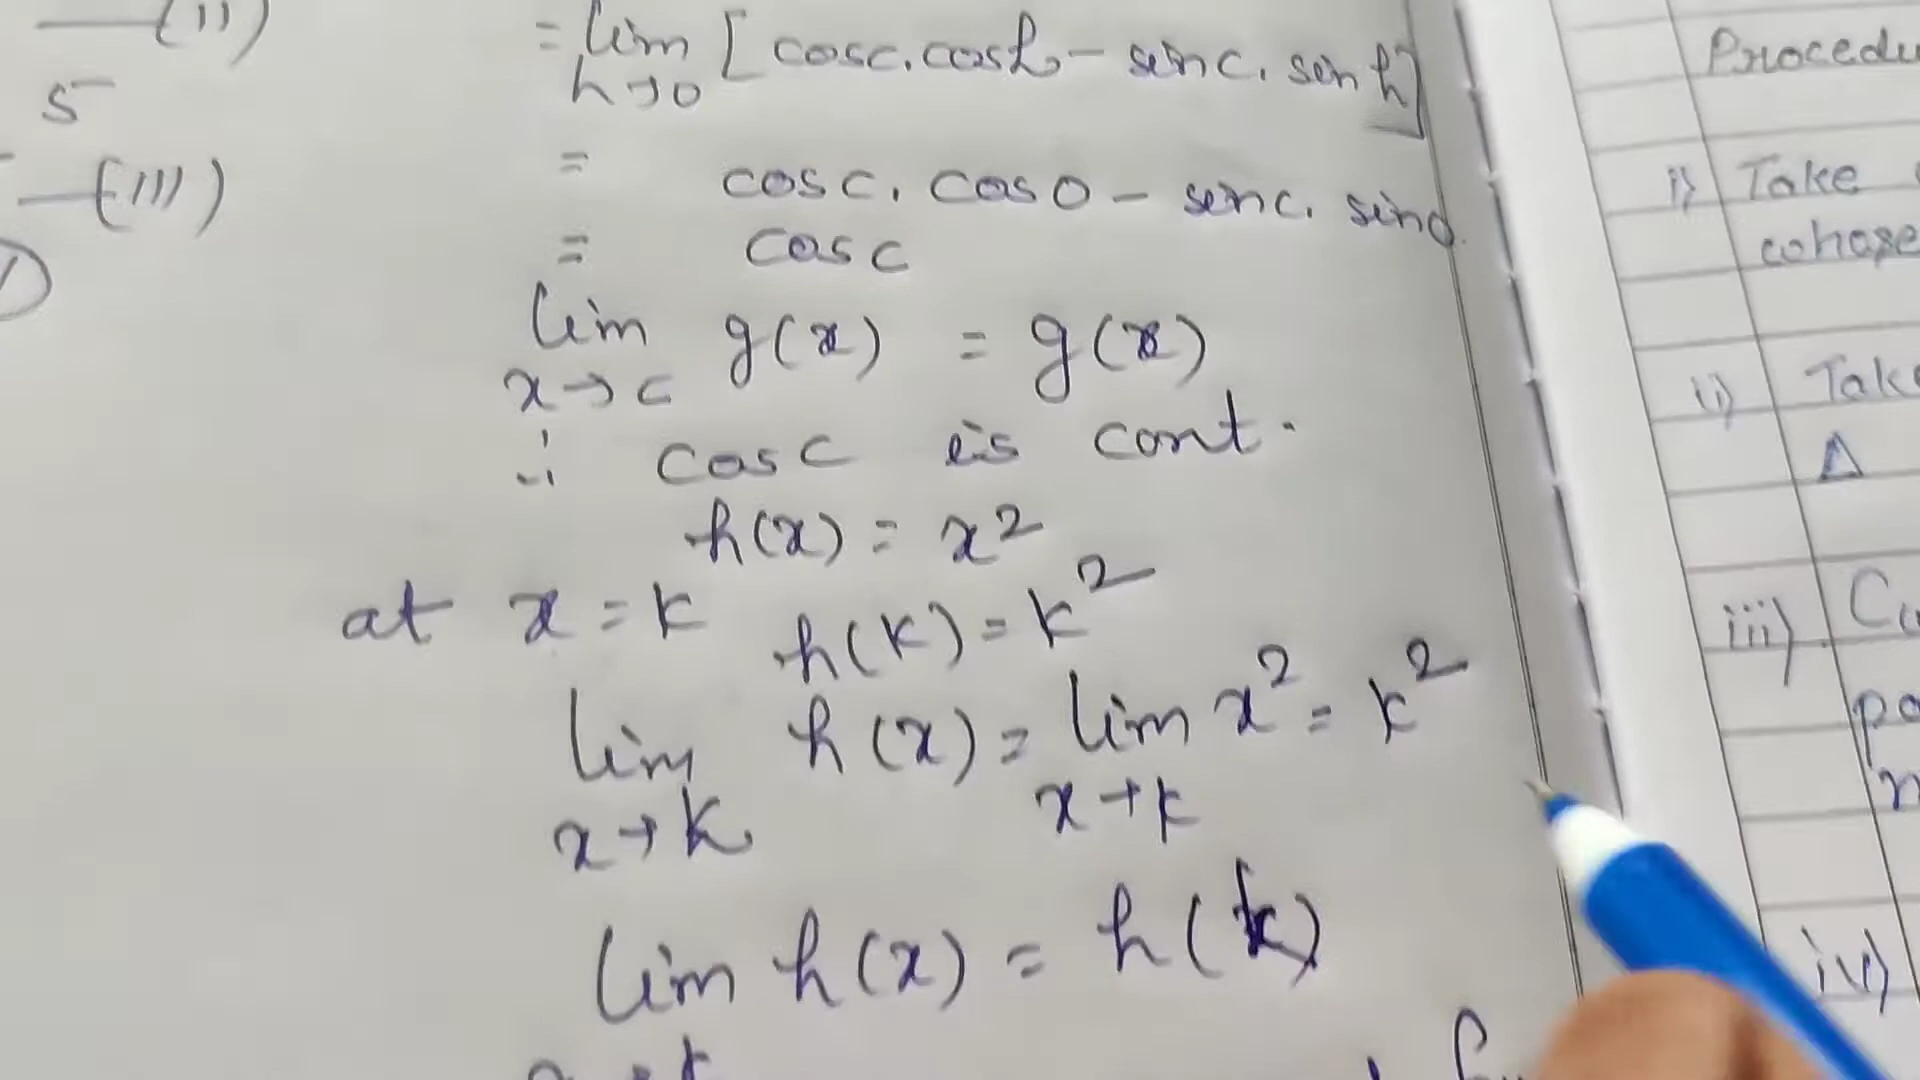 —(II)
5
—(III)
= lim [cosc.cosh - sinc. sinh]
h→0
= cosc. cos0 - sinc. sin0
= cosc
lim g(x) = g(x)
x→c
∴ cosc is cont.
h(x) = x²
at x = k h(k) = k²
lim h(x) = lim x² = k²
x→k x→k
lim h(x) = h(k)
Procedu
i) Take
ii) Take
Δ
iii)
iv)